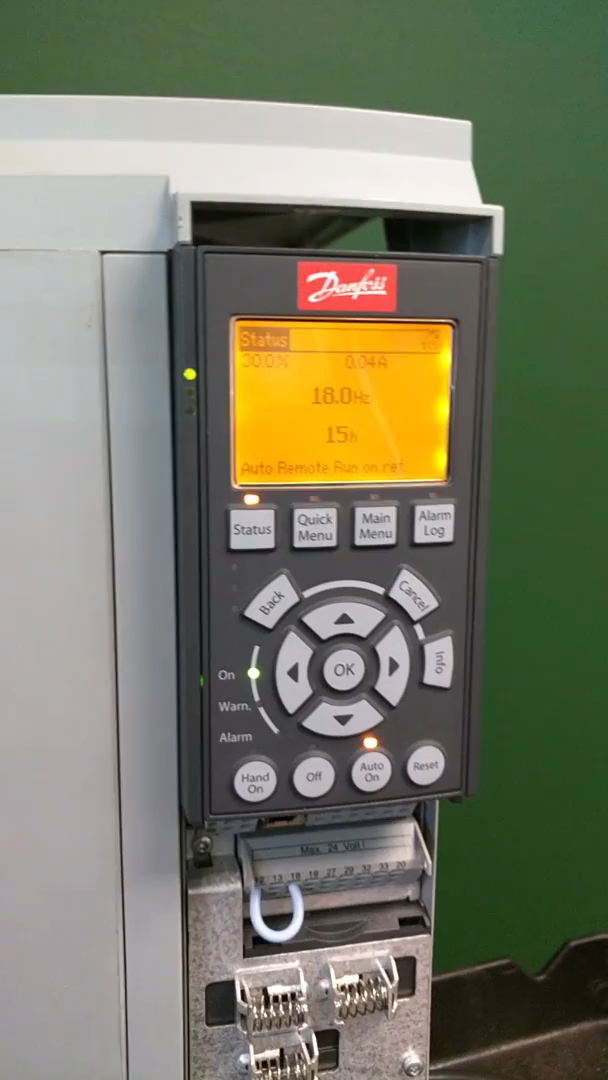 Danfoss
Status
30.0% 0.04A
18.0Hz
15h
Auto Remote Run on ref.
Status
Quick Menu
Main Menu
Alarm Log
Back
Cancel
Info
OK
On
Warn.
Alarm
Hand On
Off
Auto On
Reset
Max. 24 Volt!
12 13 18 19 27 29 32 33 20